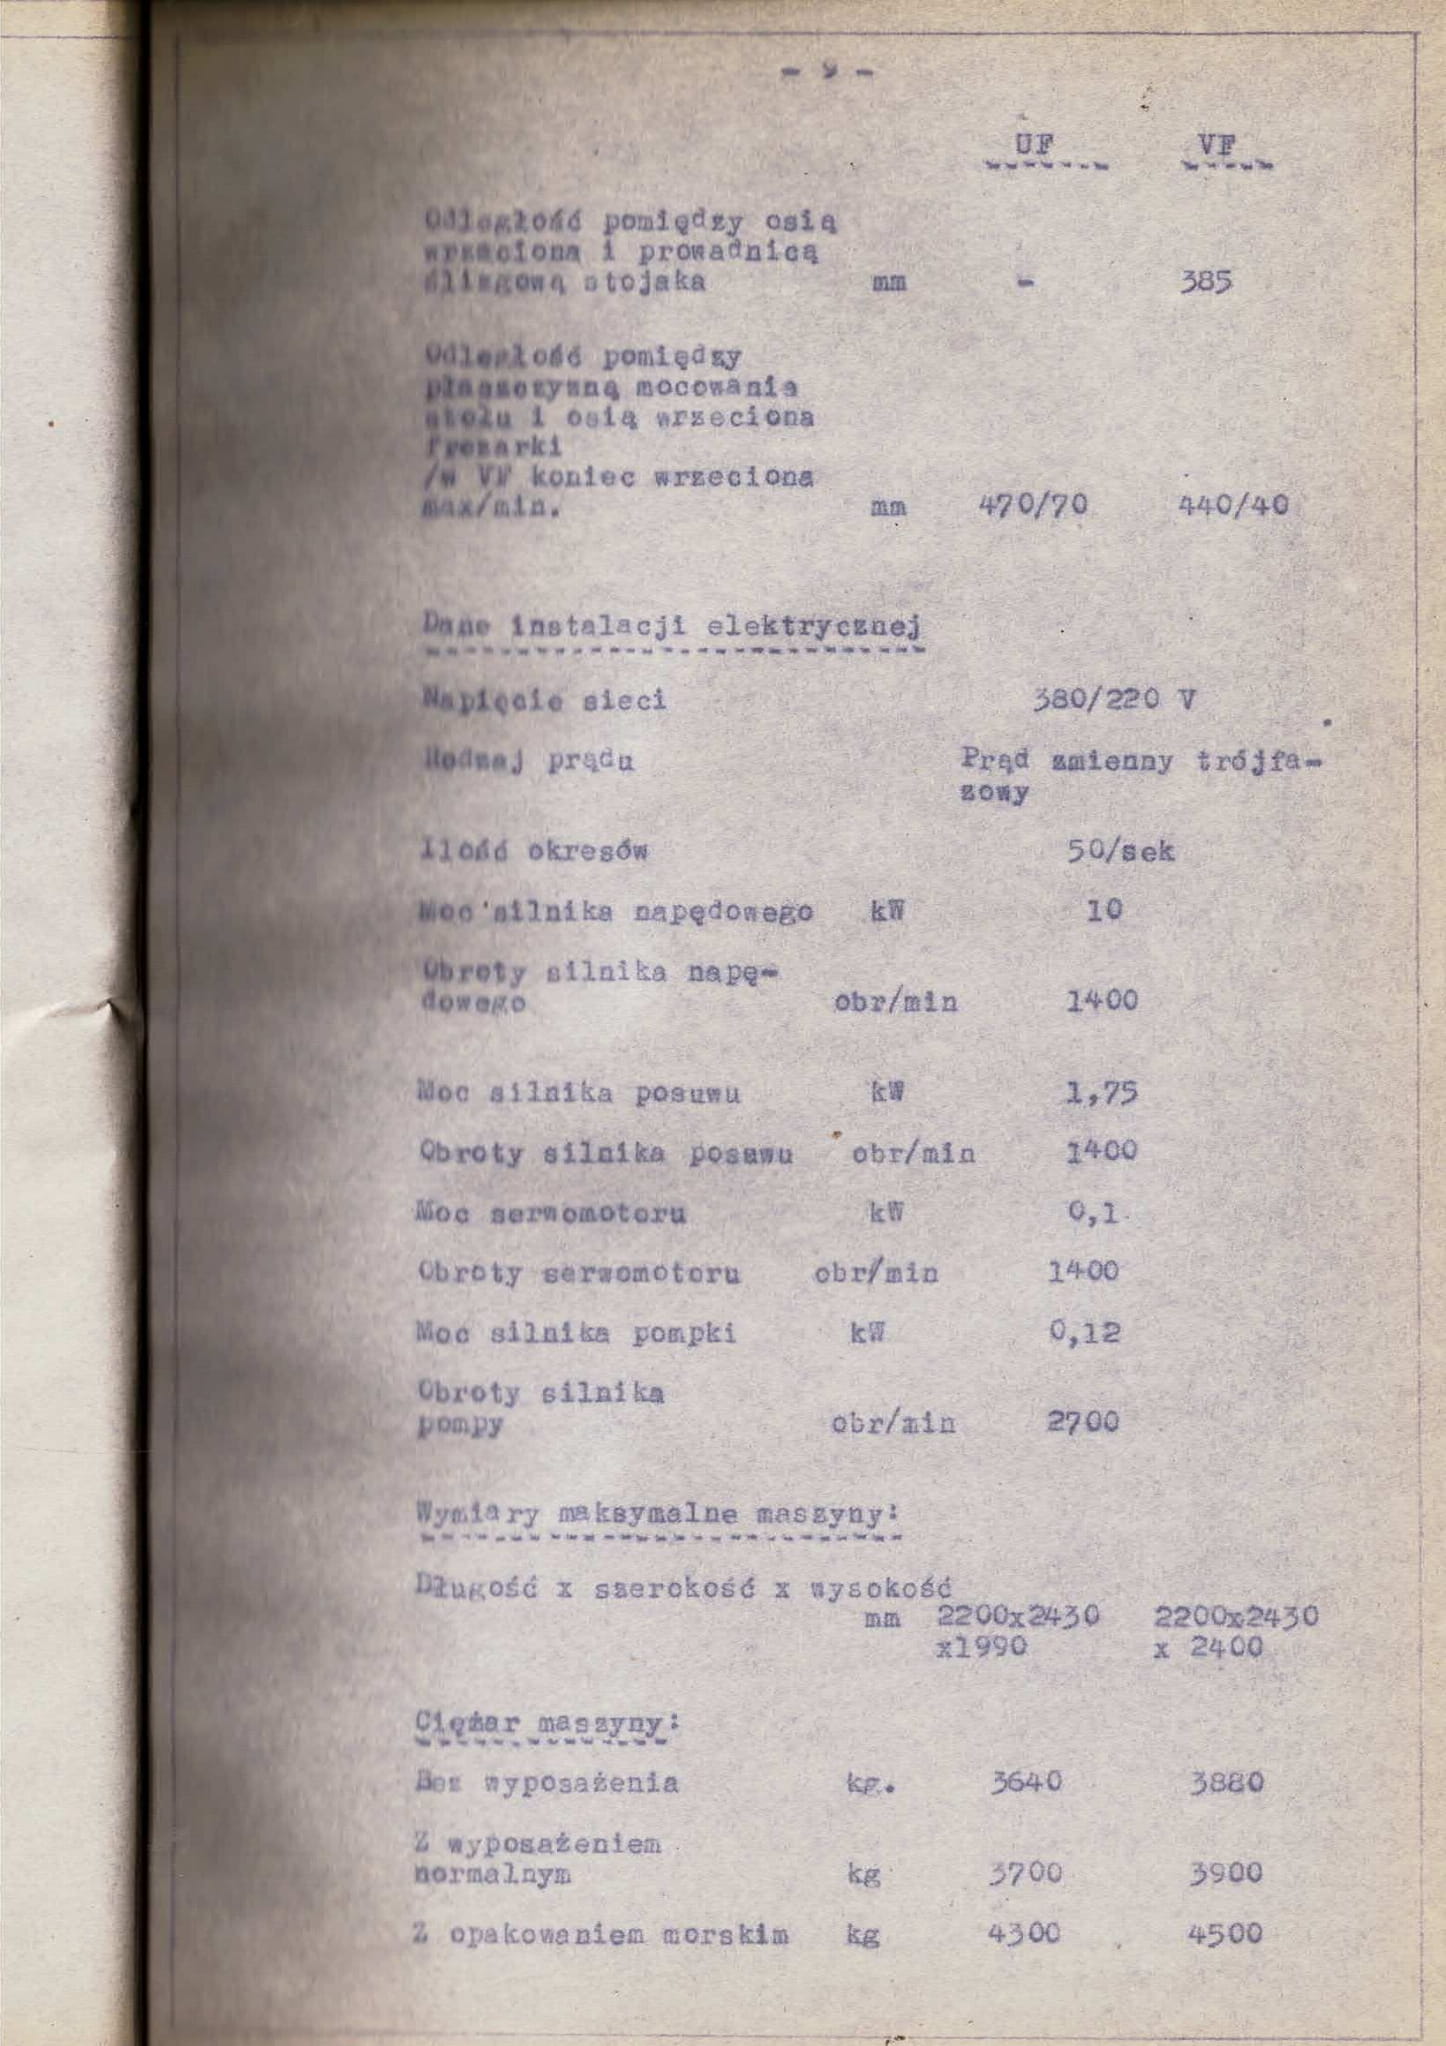 - 9 -
UF VF
Odległość pomiędzy osią
wrzeciona i prowadnicą
ślizgową stojaka mm - 385
Odległość pomiędzy
płaszczyzną mocowania
stołu i osią wrzeciona
frezarki
/w VF koniec wrzeciona
max/min. mm 470/70 440/40
Dane instalacji elektrycznej
Napięcie sieci 380/220 V
Rodzaj prądu Prąd zmienny trójfa-
zowy
Ilość okresów 50/sek
Moc silnika napędowego kW 10
Obroty silnika napę-
dowego obr/min 1400
Moc silnika posuwu kW 1,75
Obroty silnika posuwu obr/min 1400
Moc serwomotoru kW 0,1
Obroty serwomotoru obr/min 1400
Moc silnika pompki kW 0,12
Obroty silnika
pompy obr/min 2700
Wymiary maksymalne maszyny:
Długość x szerokość x wysokość
mm 2200x2430 2200x2430
x1990 x 2400
Ciężar maszyny:
Bez wyposażenia kg. 3640 3880
Z wyposażeniem
normalnym kg 3700 3900
Z opakowaniem morskim kg 4300 4500